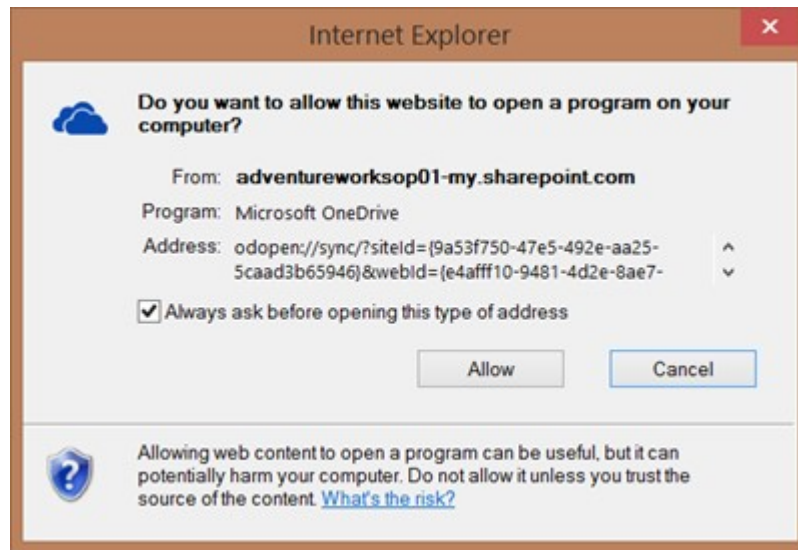 Internet Explorer
Do you want to allow this website to open a program on your
computer?
From: adventureworksop01-my.sharepoint.com
Program: Microsoft OneDrive
Address: odopen://sync/?siteId={9a53f750-47e5-492e-aa25-
5caad3b65946}&webId={e4afff10-9481-4d2e-8ae7-
Always ask before opening this type of address
Allow Cancel
Allowing web content to open a program can be useful, but it can
potentially harm your computer. Do not allow it unless you trust the
source of the content. What's the risk?